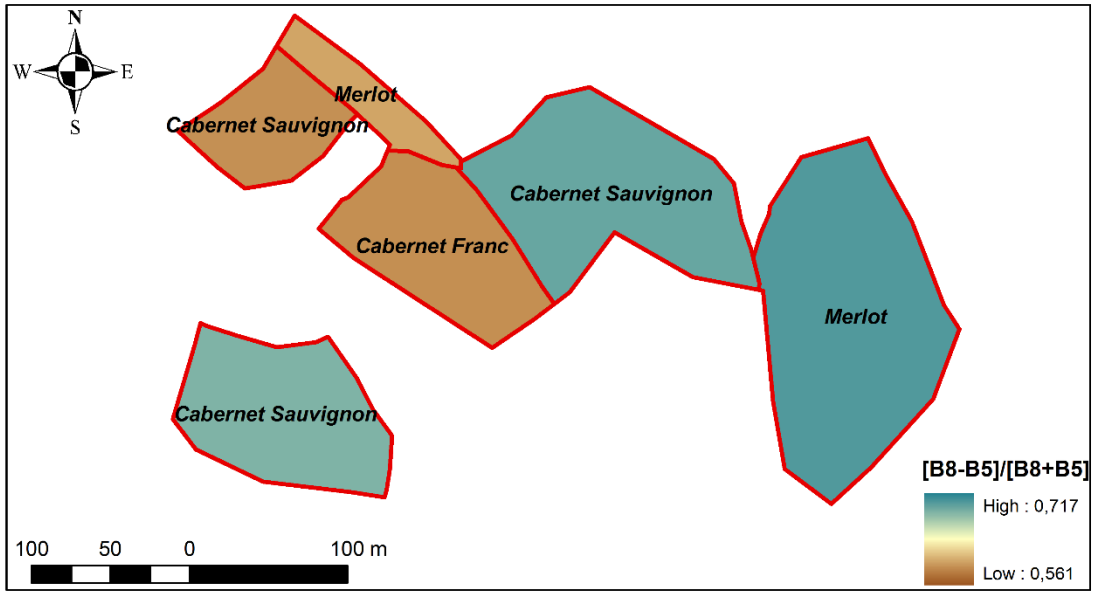 N
W E
S
Merlot
Cabernet Sauvignon
Cabernet Sauvignon
Cabernet Franc
Merlot
Cabernet Sauvignon
[B8-B5]/[B8+B5]
High : 0,717
Low : 0,561
100 50 0 100 m